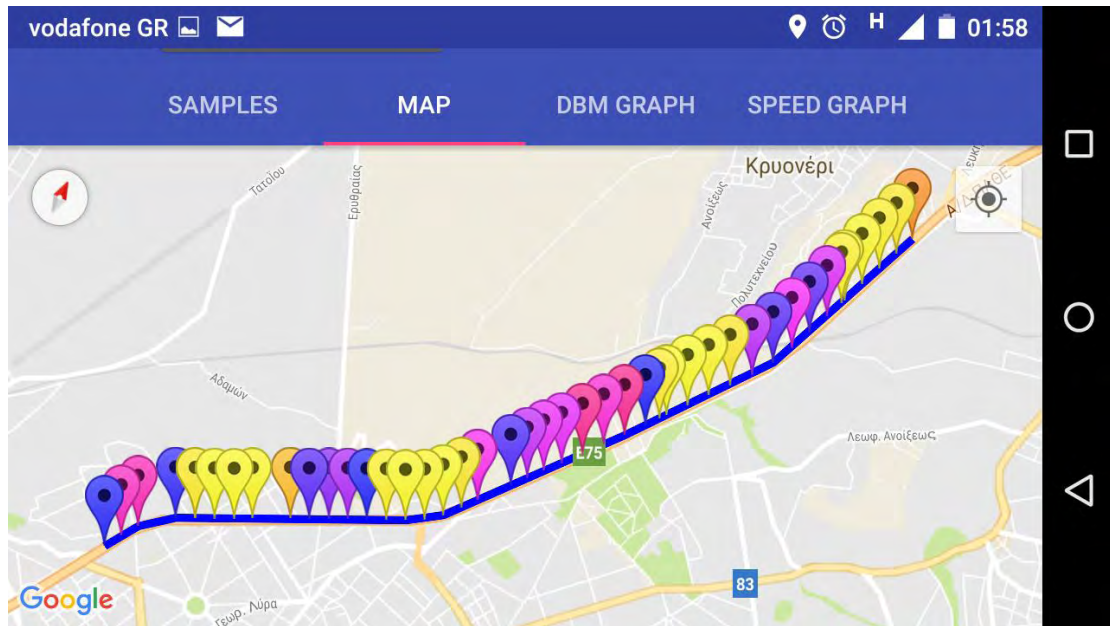 vodafone GR
H
01:58
SAMPLES
MAP
DBM GRAPH
SPEED GRAPH
Κρυονέρι
Τατοΐου
Ερυθραίας
Ανοίξεως
Πολυτεχνείου
Αδαμών
Λεωφ. Ανοίξεως
E75
83
Google
Γεωρ. Λύρα